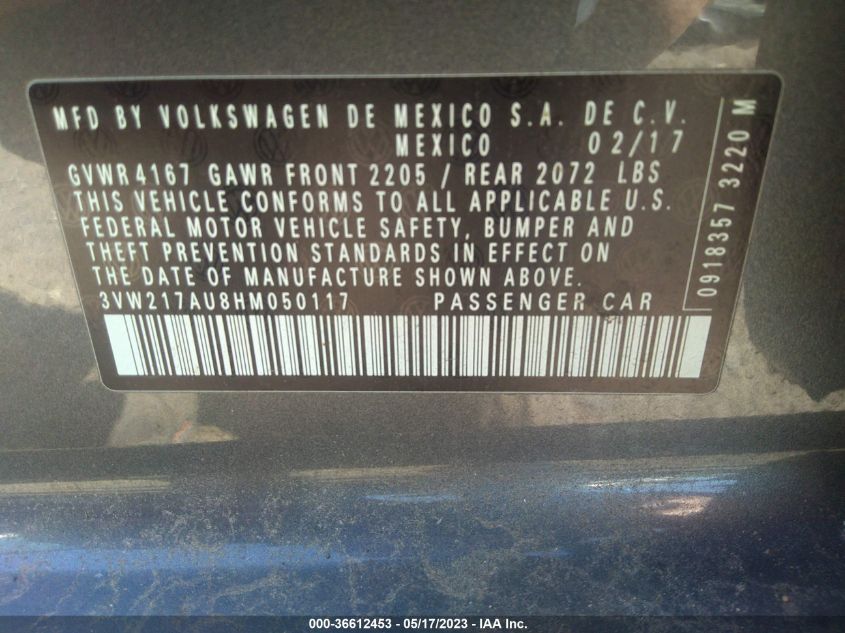 MFD BY VOLKSWAGEN DE MEXICO S.A. DE C.V.
MEXICO 02/17
GVWR 4167 GAWR FRONT 2205 / REAR 2072 LBS
THIS VEHICLE CONFORMS TO ALL APPLICABLE U.S.
FEDERAL MOTOR VEHICLE SAFETY, BUMPER AND
THEFT PREVENTION STANDARDS IN EFFECT ON
THE DATE OF MANUFACTURE SHOWN ABOVE.
3VW217AU8HM050117 PASSENGER CAR
0918357 3220 M
000-36612453 - 05/17/2023 - IAA Inc.